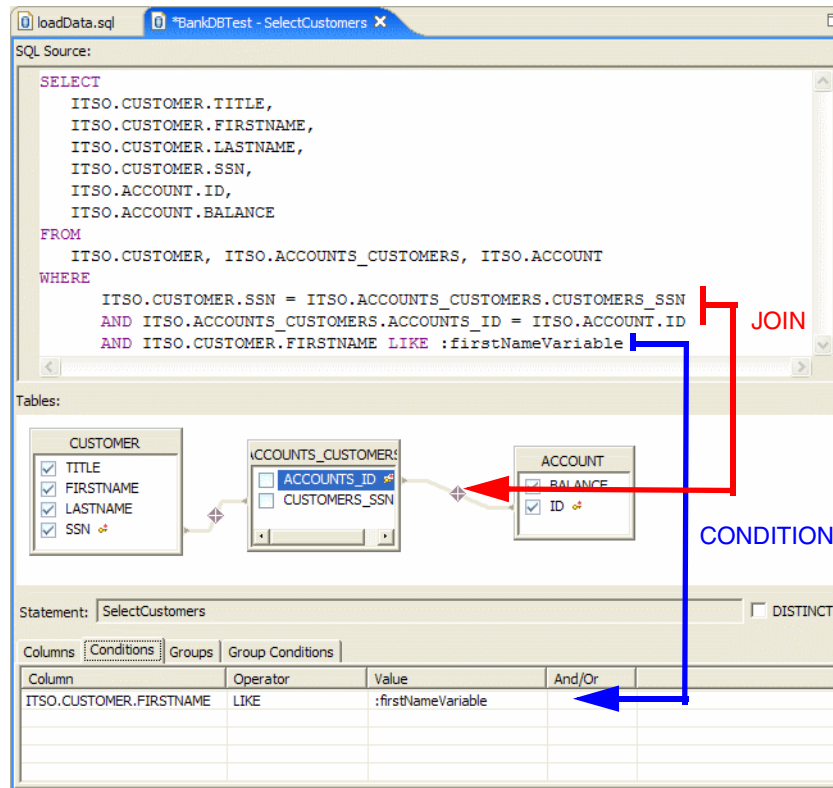 loadData.sql
*BankDBTest - SelectCustomers
SQL Source:
SELECT
ITSO.CUSTOMER.TITLE,
ITSO.CUSTOMER.FIRSTNAME,
ITSO.CUSTOMER.LASTNAME,
ITSO.CUSTOMER.SSN,
ITSO.ACCOUNT.ID,
ITSO.ACCOUNT.BALANCE
FROM
ITSO.CUSTOMER, ITSO.ACCOUNTS_CUSTOMERS, ITSO.ACCOUNT
WHERE
ITSO.CUSTOMER.SSN = ITSO.ACCOUNTS_CUSTOMERS.CUSTOMERS_SSN
AND ITSO.ACCOUNTS_CUSTOMERS.ACCOUNTS_ID = ITSO.ACCOUNT.ID
AND ITSO.CUSTOMER.FIRSTNAME LIKE :firstNameVariable
JOIN
Tables:
CUSTOMER
TITLE
FIRSTNAME
LASTNAME
SSN
ACCOUNTS_CUSTOMERS
ACCOUNTS_ID
CUSTOMERS_SSN
ACCOUNT
BALANCE
ID
CONDITION
Statement: SelectCustomers DISTINCT
Columns Conditions Groups Group Conditions
Column Operator Value And/Or
ITSO.CUSTOMER.FIRSTNAME LIKE :firstNameVariable